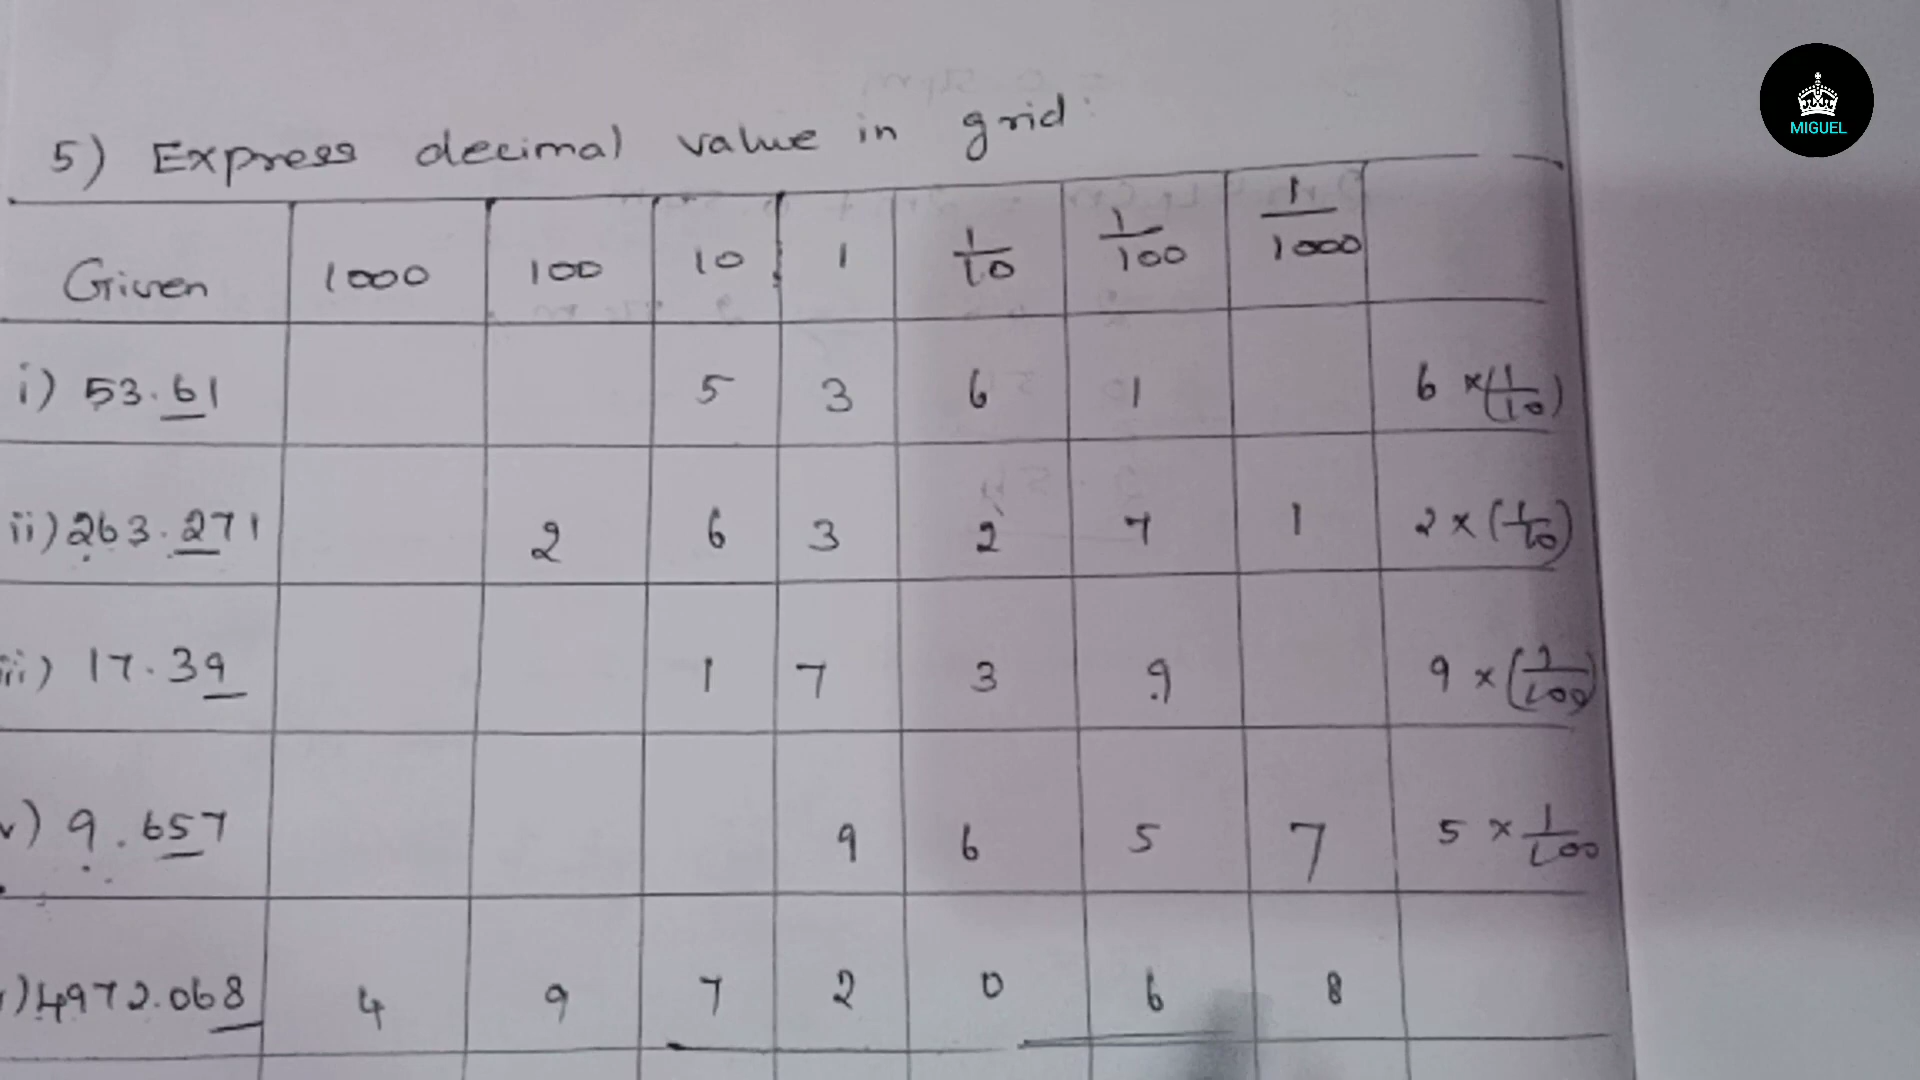 MIGUEL
5) Express decimal value in grid:
Given 1000 100 10 1 1/10 1/100 1/1000
i) 53.61 5 3 6 1 6 × (1/10)
ii) 263.271 2 6 3 2 7 1 2 × (1/10)
iii) 17.39 1 7 3 9 9 × (1/100)
v) 9.657 9 6 5 7 5 × 1/100
) 4972.068 4 9 7 2 0 6 8